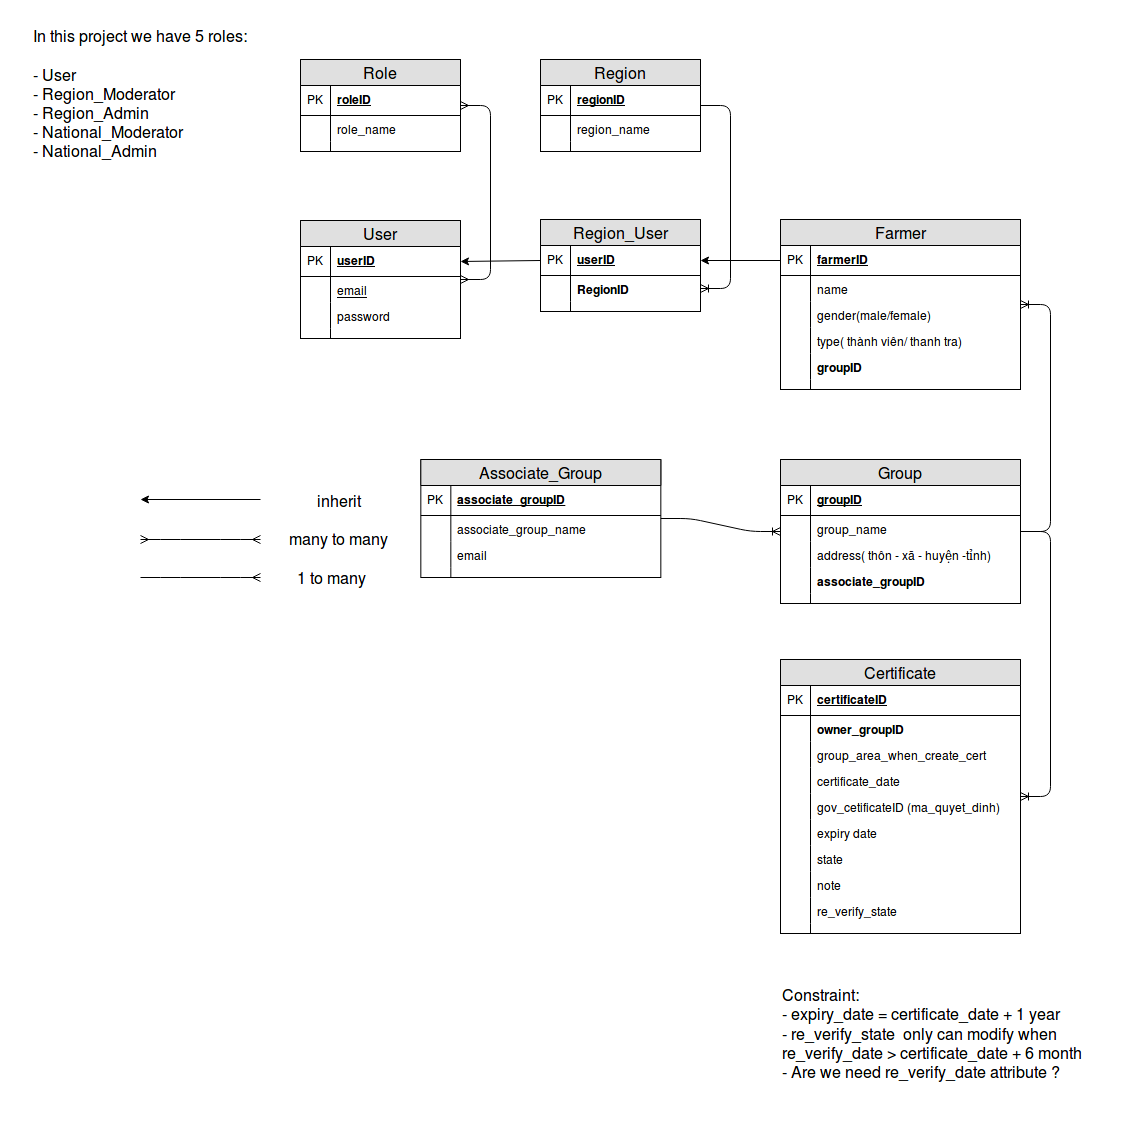 In this project we have 5 roles:
- User
- Region_Moderator
- Region_Admin
- National_Moderator
- National_Admin
Role
PK
roleID
role_name
Region
PK
regionID
region_name
User
PK
userID
email
password
Region_User
PK
userID
RegionID
Farmer
PK
farmerID
name
gender(male/female)
type( thành viên/ thanh tra)
groupID
inherit
many to many
1 to many
Associate_Group
PK
associate_groupID
associate_group_name
email
Group
PK
groupID
group_name
address( thôn - xã - huyện -tỉnh)
associate_groupID
Certificate
PK
certificateID
owner_groupID
group_area_when_create_cert
certificate_date
gov_cetificateID (ma_quyet_dinh)
expiry date
state
note
re_verify_state
Constraint:
- expiry_date = certificate_date + 1 year
- re_verify_state  only can modify when
re_verify_date > certificate_date + 6 month
- Are we need re_verify_date attribute ?